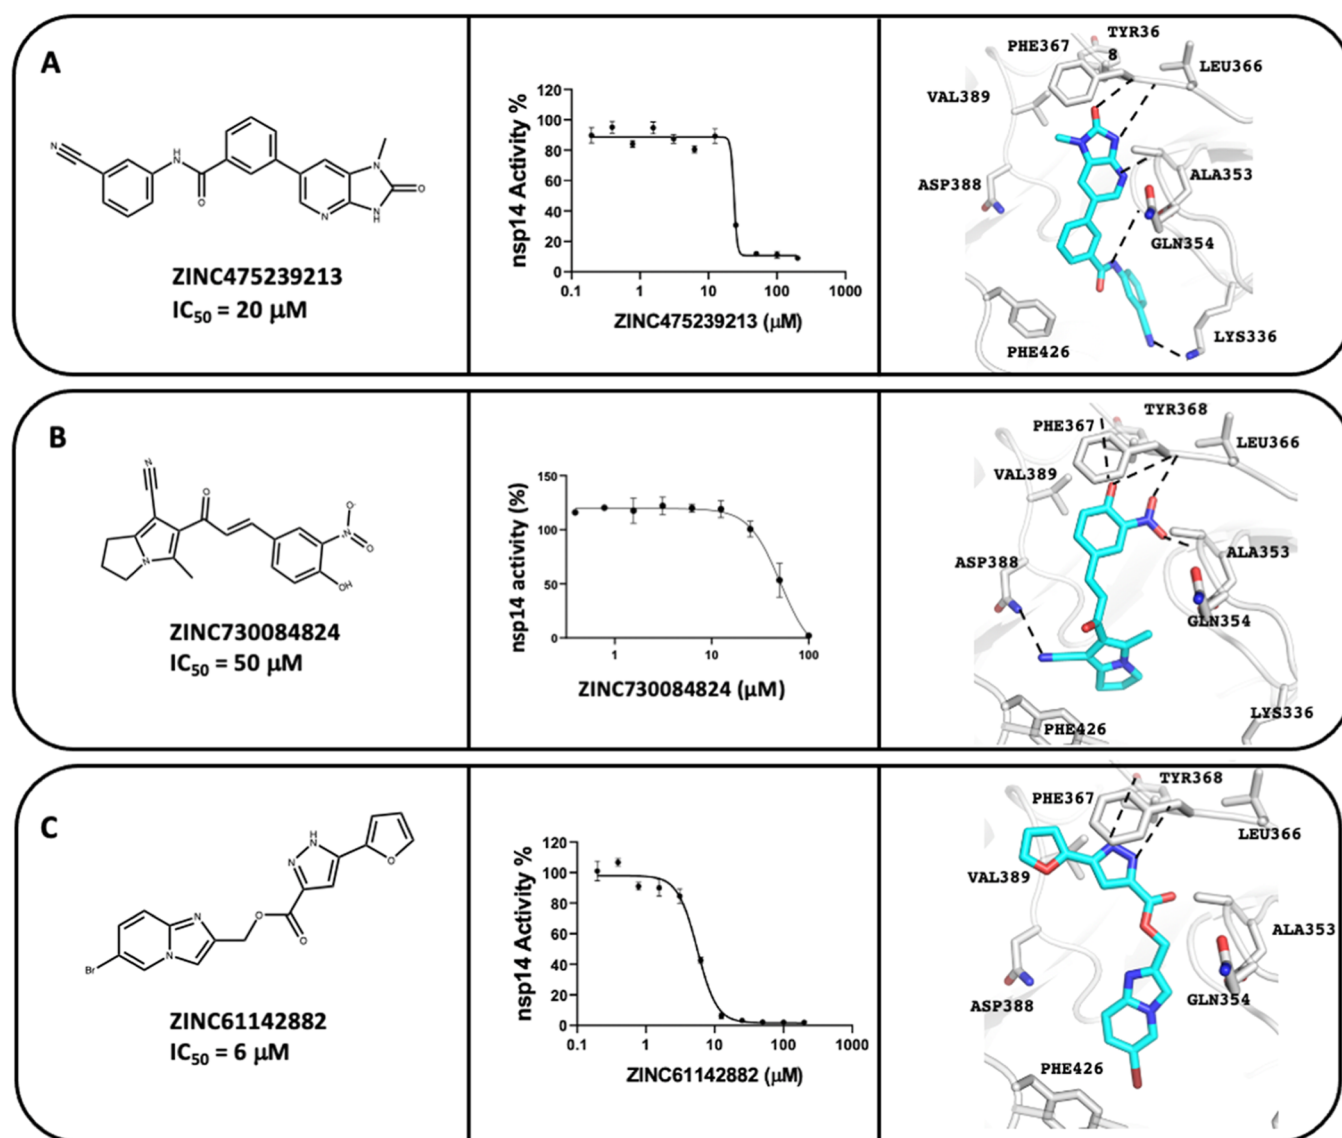 A
N
H
N
O
N
N
O
N
H
ZINC475239213
IC50 = 20 μM
nsp14 Activity %
120
100
80
60
40
20
0
0.1 1 10 100 1000
ZINC475239213 (μM)
TYR36
8
PHE367
LEU366
VAL389
ALA353
ASP388
GLN354
LYS336
PHE426
B
N
O
O-
N+
O
N
OH
ZINC730084824
IC50 = 50 μM
nsp14 activity (%)
150
100
50
0
1 10 100
ZINC730084824 (μM)
TYR368
PHE367
LEU366
VAL389
ALA353
ASP388
GLN354
LYS336
PHE426
C
H
N
N
O
N
O
O
N
Br
ZINC61142882
IC50 = 6 μM
nsp14 Activity %
120
100
80
60
40
20
0
0.1 1 10 100 1000
ZINC61142882 (μM)
TYR368
PHE367
LEU366
VAL389
ALA353
ASP388
GLN354
PHE426